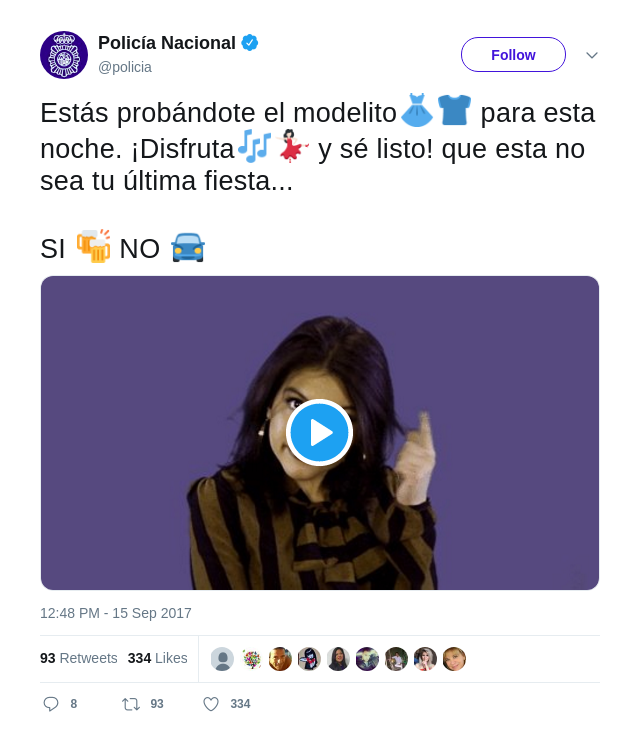 Policía Nacional
@policia
Follow
Estás probándote el modelito👗👕 para esta
noche. ¡Disfruta🎶💃 y sé listo! que esta no
sea tu última fiesta...
SI 🍻 NO 🚘
12:48 PM - 15 Sep 2017
93 Retweets 334 Likes
8 93 334